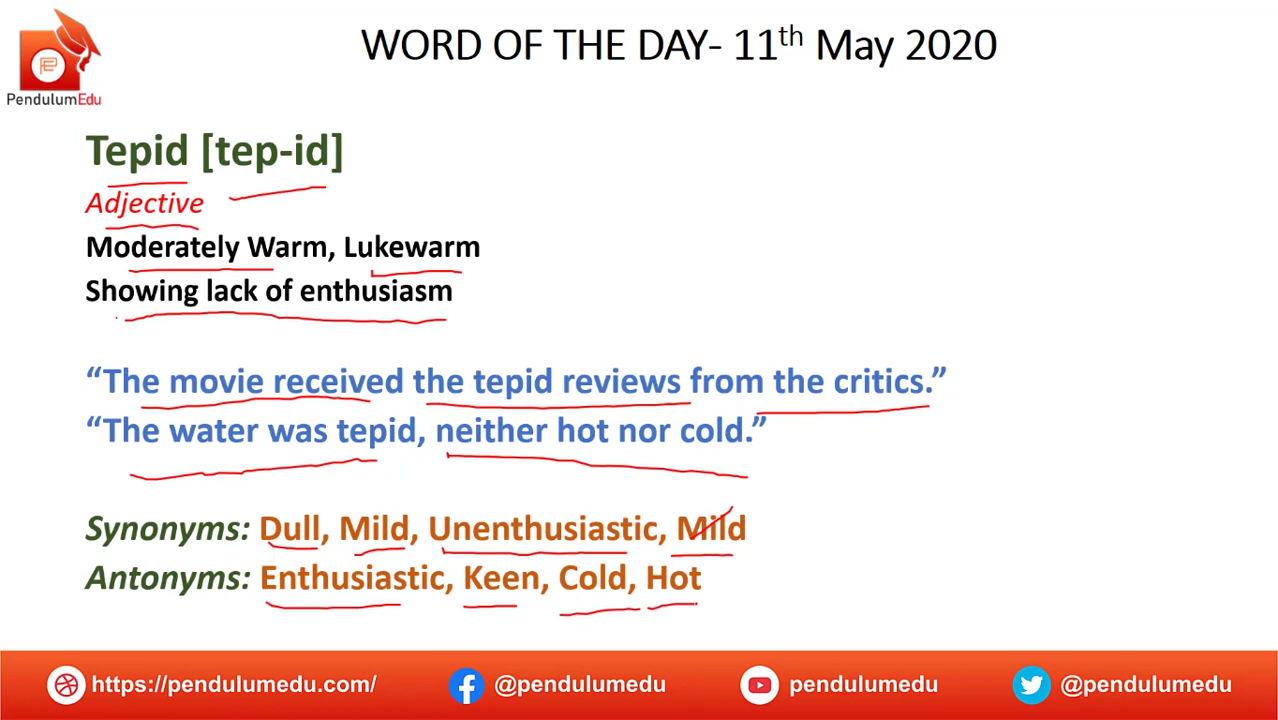 WORD OF THE DAY- 11th May 2020
PendulumEdu
Tepid [tep-id]
Adjective
Moderately Warm, Lukewarm
Showing lack of enthusiasm
“The movie received the tepid reviews from the critics.”
“The water was tepid, neither hot nor cold.”
Synonyms: Dull, Mild, Unenthusiastic, Mild
Antonyms: Enthusiastic, Keen, Cold, Hot
https://pendulumedu.com/ @pendulumedu pendulumedu @pendulumedu